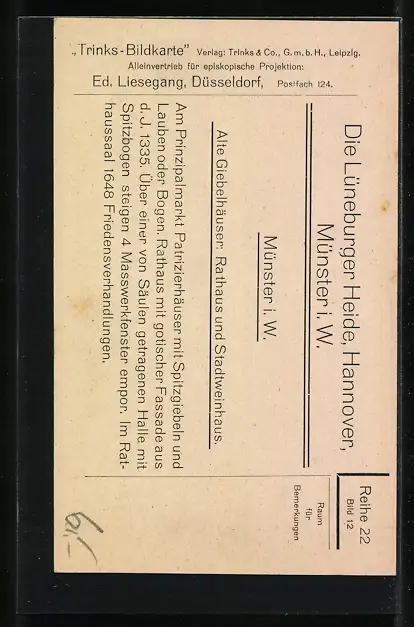 „Trinks-Bildkarte" Verlag: Trinks & Co., G. m. b. H., Leipzig.
Alleinvertrieb für episkopische Projektion:
Ed. Liesegang, Düsseldorf, Postfach 124.
Reihe 22
Bild 12
Raum
für
Bemerkungen
Die Lüneburger Heide, Hannover,
Münster i. W.
Münster i. W.
Alte Giebelhäuser: Rathaus und Stadtweinhaus.
Am Prinzipalmarkt Patrizierhäuser mit Spitzgiebeln und
Lauben oder Bogen. Rathaus mit gotischer Fassade aus
d. J. 1335. Über einer von Säulen getragenen Halle mit
Spitzbogen steigen 4 Masswerkfenster empor. Im Rat-
haussaal 1648 Friedensverhandlungen.